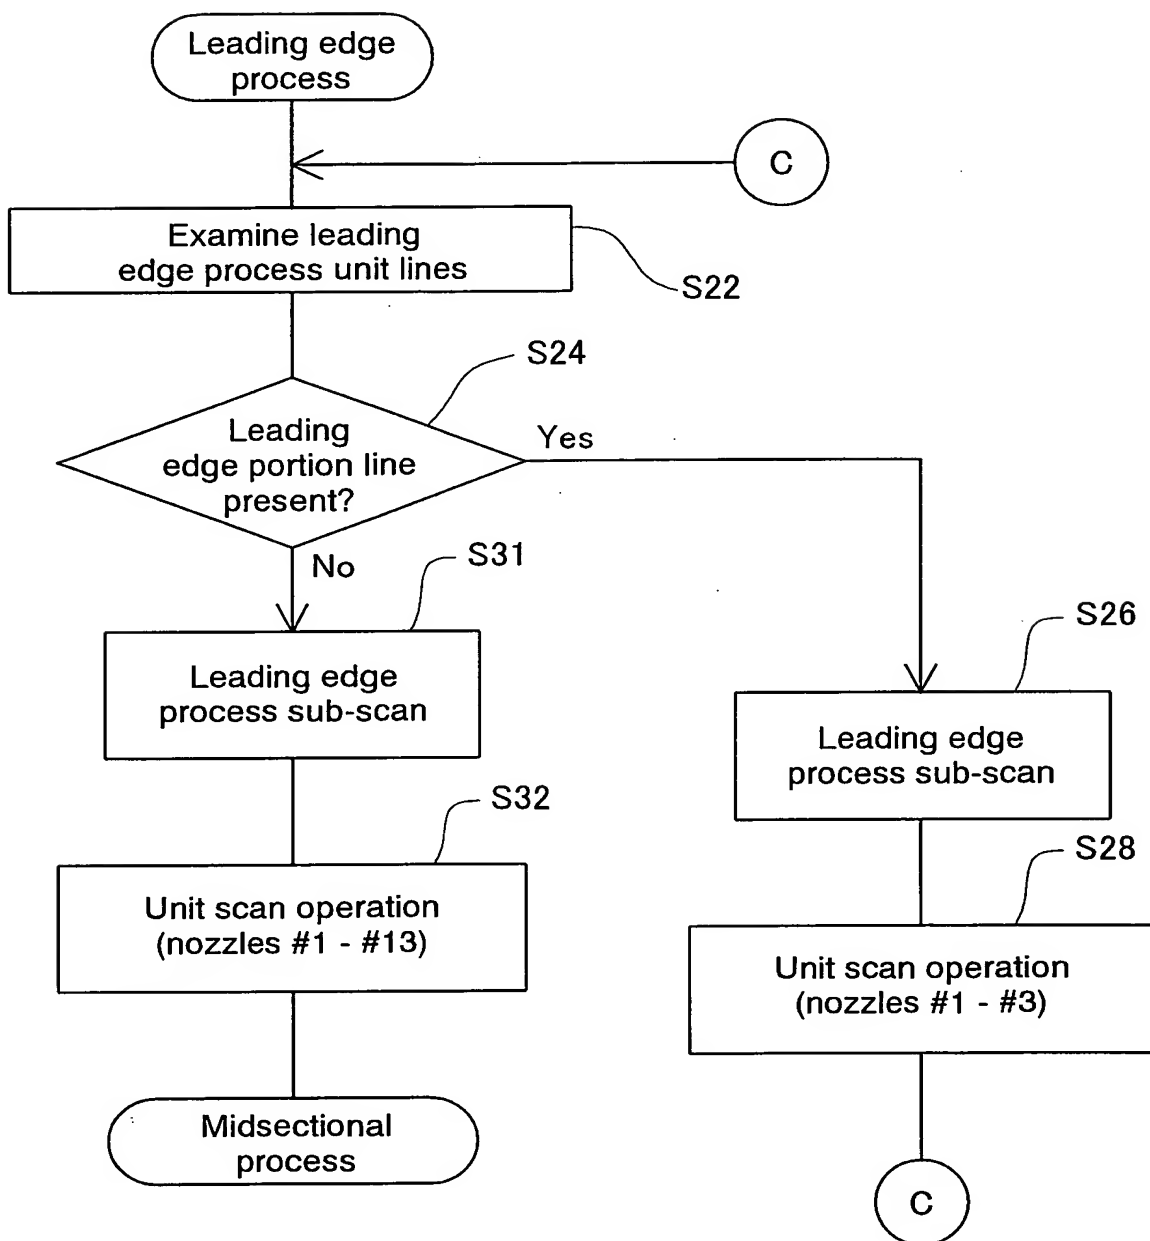 Leading edge
process
C
Examine leading
edge process unit lines
S22
S24
Leading
edge portion line
present?
Yes
No
S31
Leading edge
process sub-scan
S26
Leading edge
process sub-scan
S32
Unit scan operation
(nozzles #1 - #13)
S28
Unit scan operation
(nozzles #1 - #3)
Midsectional
process
C